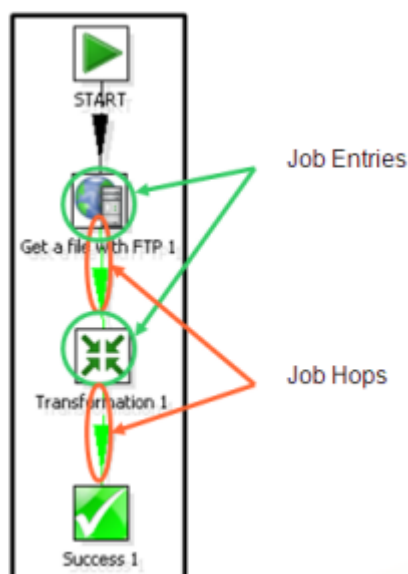 START
Job Entries
Get a file with FTP 1
Job Hops
Transformation 1
Success 1